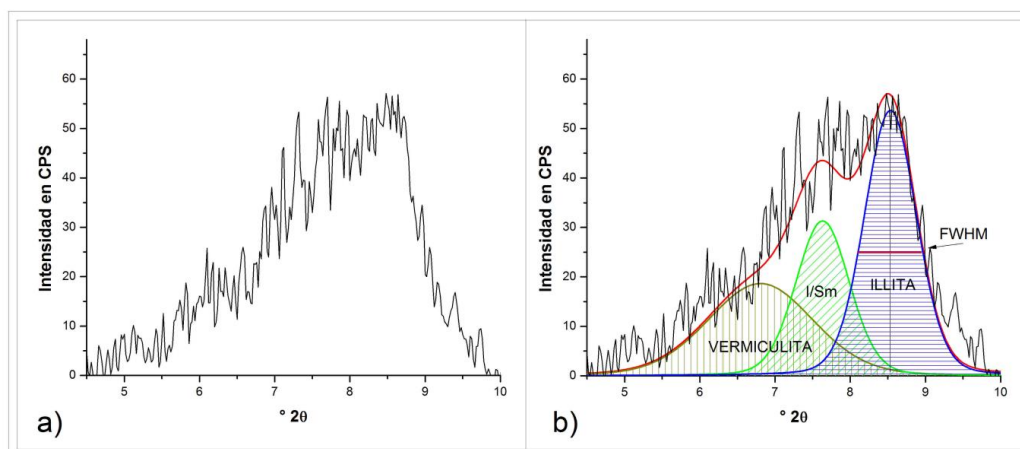 Intensidad en CPS
60
50
40
30
20
10
0
5
6
7
8
9
10
° 2θ
a)
Intensidad en CPS
60
50
40
30
20
10
0
FWHM
ILLITA
I/Sm
VERMICULITA
5
6
7
8
9
10
° 2θ
b)